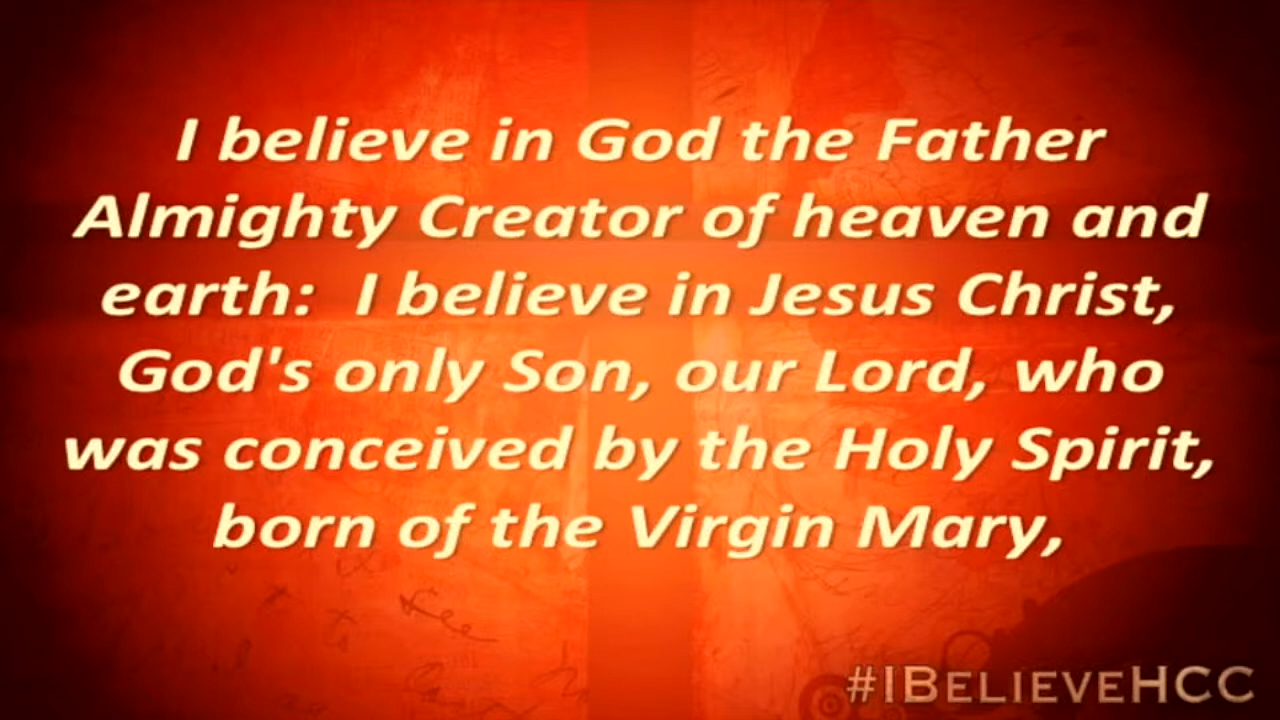 I believe in God the Father
Almighty Creator of heaven and
earth:  I believe in Jesus Christ,
God's only Son, our Lord, who
was conceived by the Holy Spirit,
born of the Virgin Mary,
#IBELIEVEHCC